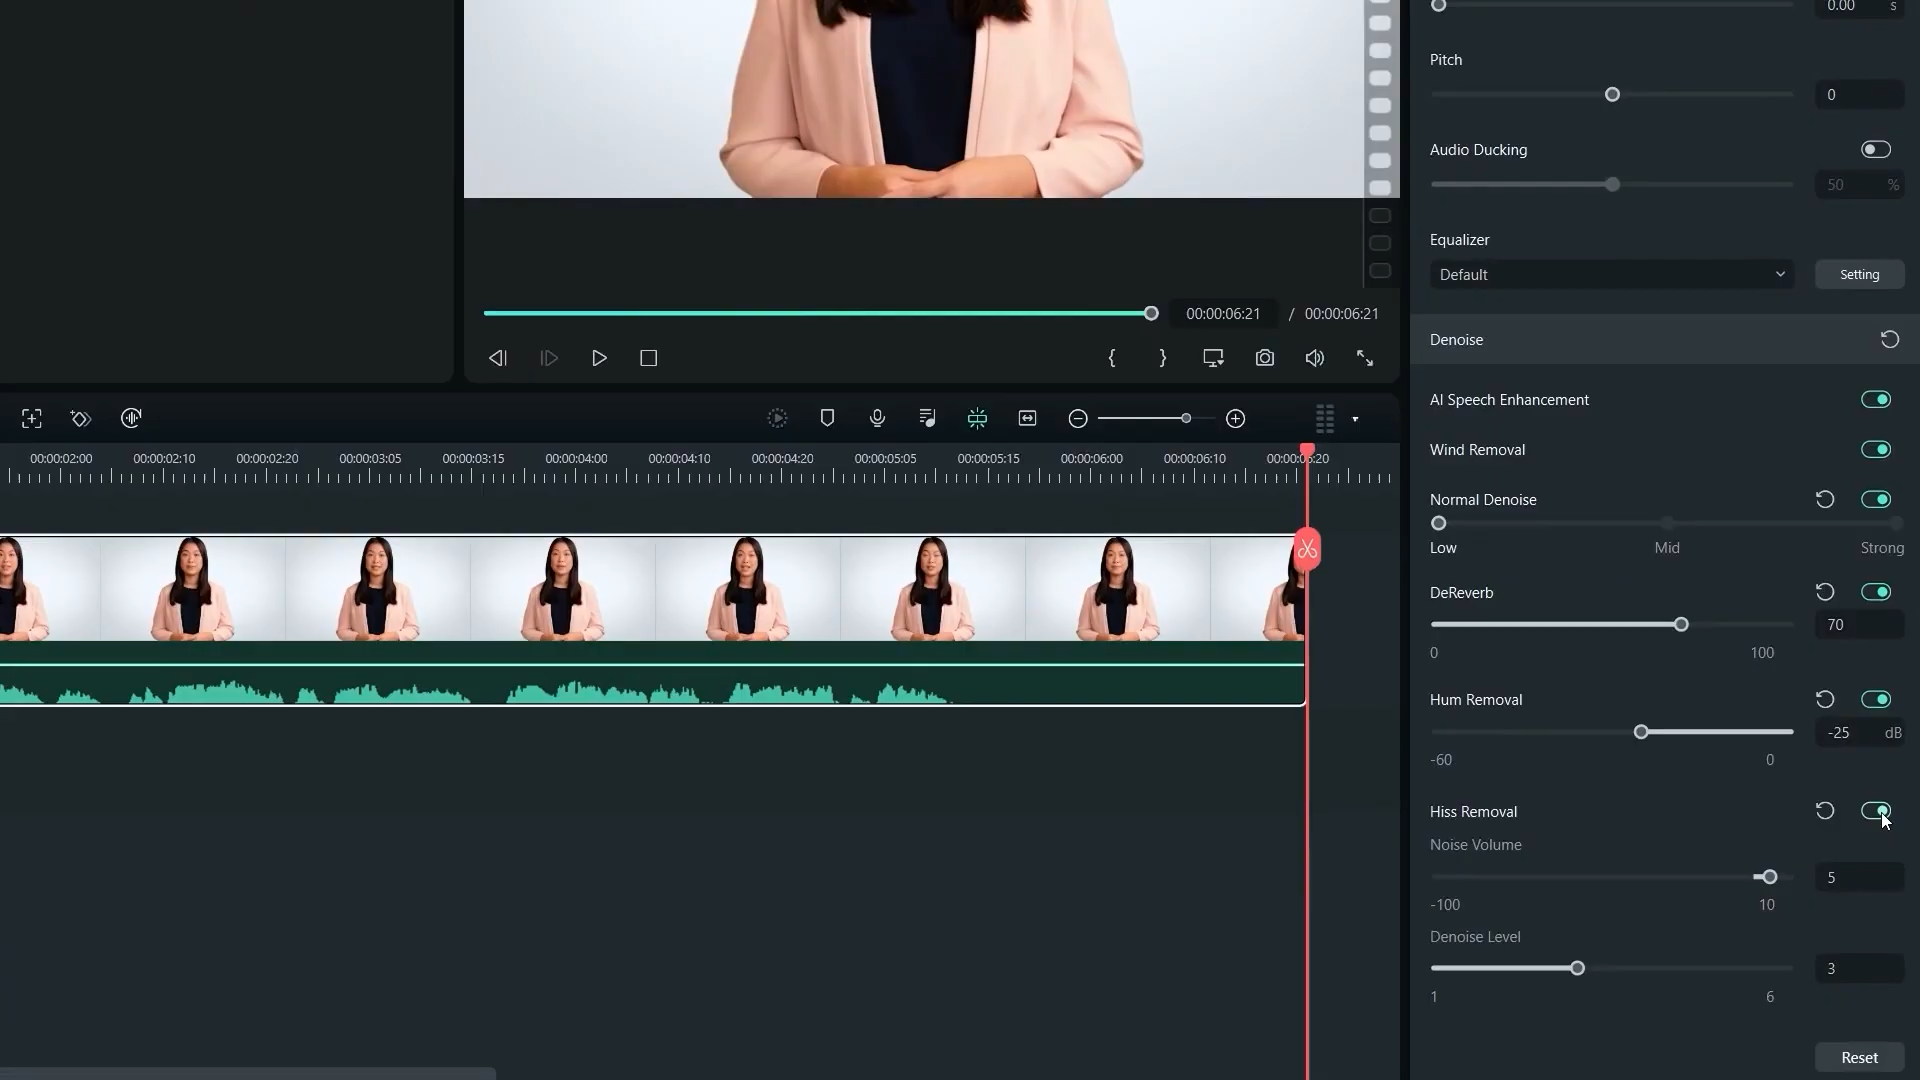 0.00 s
Pitch
0
Audio Ducking
50 %
Equalizer
Default
Setting
00:00:06:21 / 00:00:06:21
{ }
Denoise
AI Speech Enhancement
Wind Removal
00:00:02:00 00:00:02:10 00:00:02:20 00:00:03:05 00:00:03:15 00:00:04:00 00:00:04:10 00:00:04:20 00:00:05:05 00:00:05:15 00:00:06:00 00:00:06:10 00:00:06:20
Normal Denoise
Low Mid Strong
DeReverb
70
0 100
Hum Removal
-25 dB
-60 0
Hiss Removal
Noise Volume
5
-100 10
Denoise Level
3
1 6
Reset